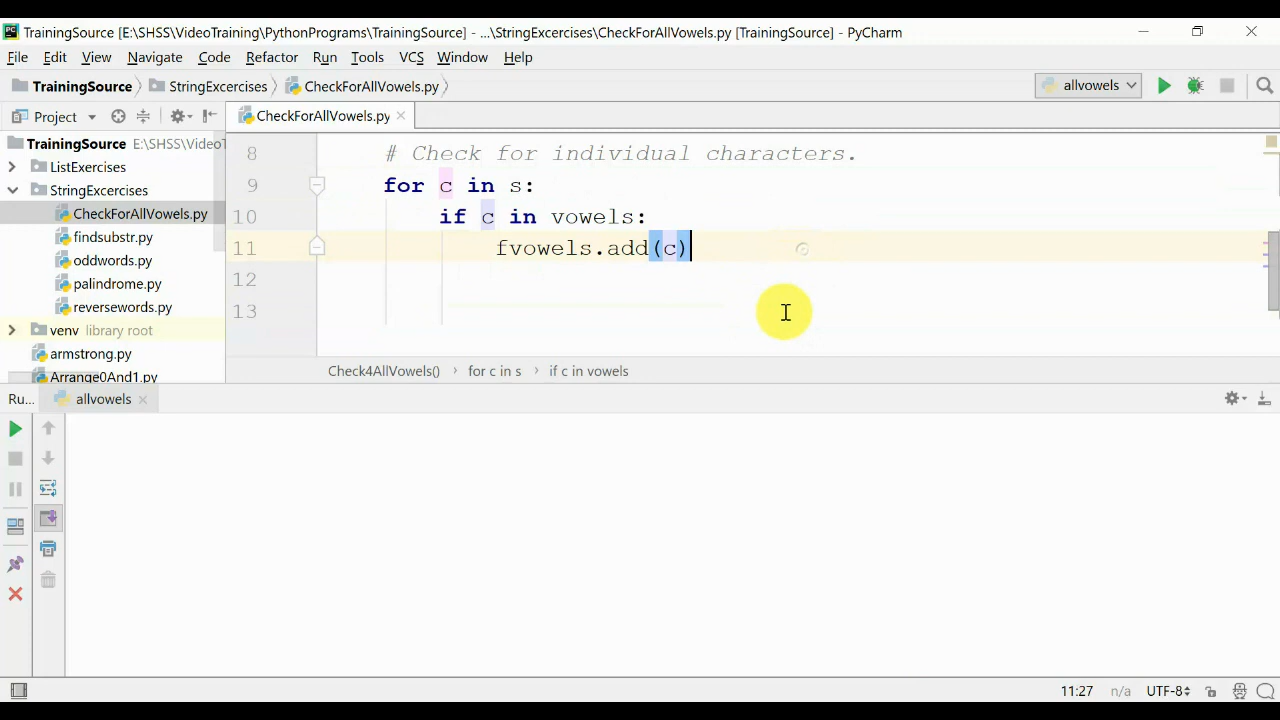 TrainingSource [E:\SHSS\VideoTraining\PythonPrograms\TrainingSource] - ...\StringExcercises\CheckForAllVowels.py [TrainingSource] - PyCharm
File Edit View Navigate Code Refactor Run Tools VCS Window Help
TrainingSource StringExcercises CheckForAllVowels.py allvowels
Project CheckForAllVowels.py
TrainingSource E:\SHSS\VideoT
ListExercises
StringExcercises
CheckForAllVowels.py
findsubstr.py
oddwords.py
palindrome.py
reversewords.py
venv library root
armstrong.py
Arrange0And1.py
8 # Check for individual characters.
9 for c in s:
10 if c in vowels:
11 fvowels.add(c)
12
13
Check4AllVowels() for c in s if c in vowels
Ru... allvowels
11:27 n/a UTF-8